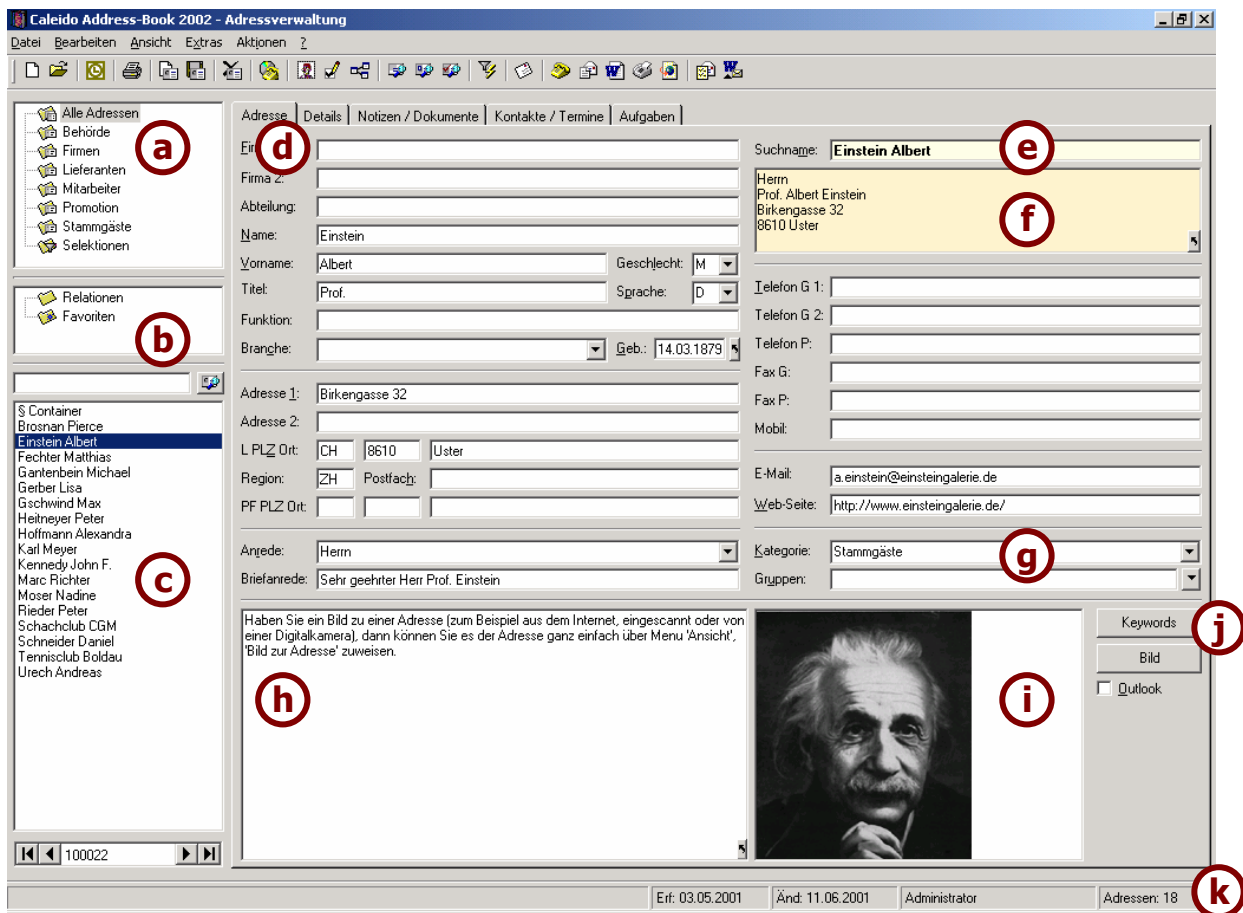 Caleido Address-Book 2002 - Adressverwaltung
Datei Bearbeiten Ansicht Extras Aktionen ?
Alle Adressen
Behörde
Firmen
Lieferanten
Mitarbeiter
Promotion
Stammgäste
Selektionen
a
Relationen
Favoriten
b
§ Container
Brosnan Pierce
Einstein Albert
Fechter Matthias
Gantenbein Michael
Gerber Lisa
Gschwind Max
Heitneyer Peter
Hoffmann Alexandra
Karl Meyer
Kennedy John F.
Marc Richter
Moser Nadine
Rieder Peter
Schachclub CGM
Schneider Daniel
Tennisclub Boldau
Urech Andreas
c
100022
Adresse Details Notizen / Dokumente Kontakte / Termine Aufgaben
d
Firma 2:
Abteilung:
Name: Einstein
Vorname: Albert Geschlecht: M
Titel: Prof. Sprache: D
Funktion:
Branche: Geb.: 14.03.1879
Adresse 1: Birkengasse 32
Adresse 2:
L PLZ Ort: CH 8610 Uster
Region: ZH Postfach:
PF PLZ Ort:
Anrede: Herrn
Briefanrede: Sehr geehrter Herr Prof. Einstein
Suchname: Einstein Albert e
Herrn
Prof. Albert Einstein
Birkengasse 32
8610 Uster
f
Telefon G 1:
Telefon G 2:
Telefon P:
Fax G:
Fax P:
Mobil:
E-Mail: a.einstein@einsteingalerie.de
Web-Seite: http://www.einsteingalerie.de/
Kategorie: Stammgäste g
Gruppen:
Haben Sie ein Bild zu einer Adresse (zum Beispiel aus dem Internet, eingescannt oder von
einer Digitalkamera), dann können Sie es der Adresse ganz einfach über Menu 'Ansicht',
'Bild zur Adresse' zuweisen.
h
i
Keywords j
Bild
Outlook
Erf: 03.05.2001 Änd: 11.06.2001 Administrator Adressen: 18 k